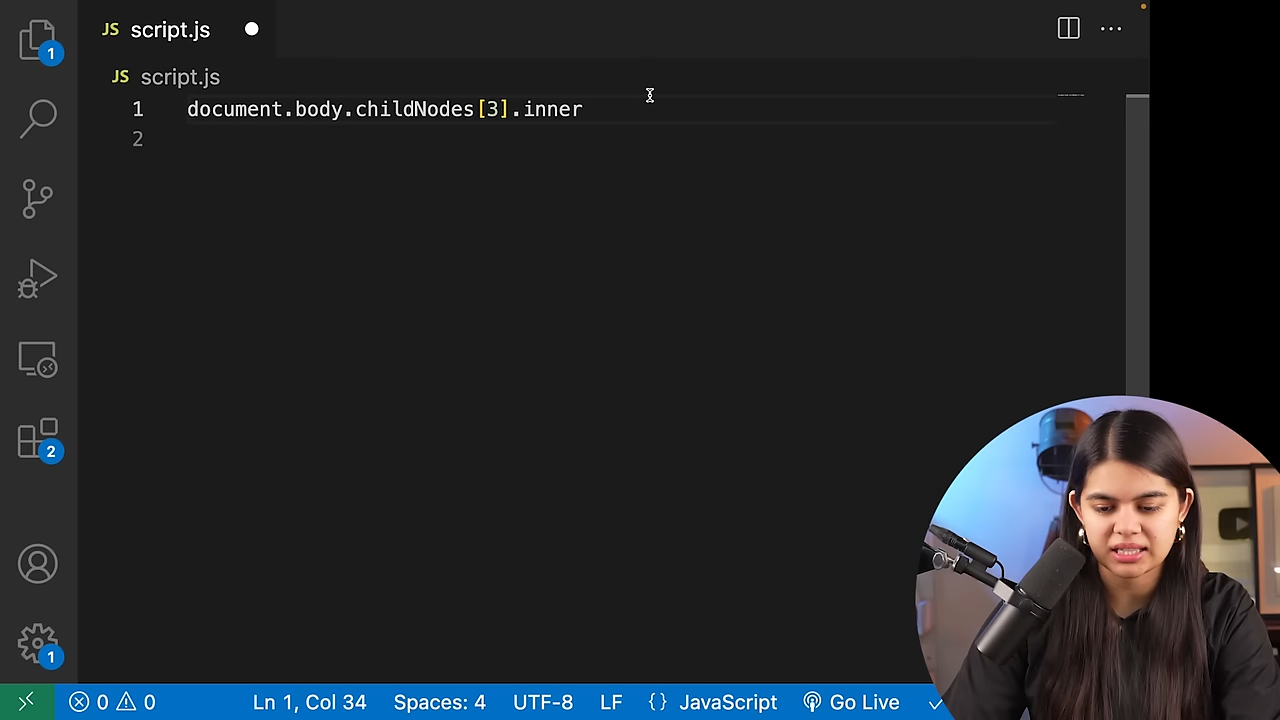 JS script.js
1
JS script.js
1 document.body.childNodes[3].inner
2
2
1
0 0 Ln 1, Col 34 Spaces: 4 UTF-8 LF {} JavaScript Go Live